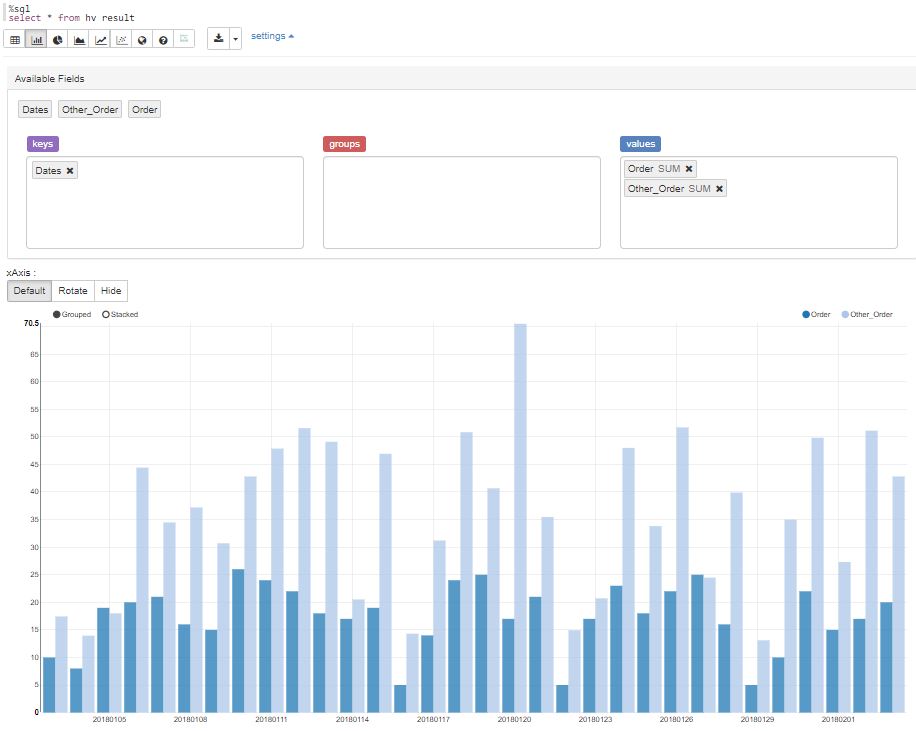 %sql
select * from hv result
settings
Available Fields
Dates Other_Order Order
keys groups values
Dates ✖ Order SUM ✖
Other_Order SUM ✖
xAxis :
Default Rotate Hide
Grouped Stacked Order Other_Order
70.5
65
60
55
50
45
40
35
30
25
20
15
10
5
0
20180105 20180108 20180111 20180114 20180117 20180120 20180123 20180126 20180129 20180201